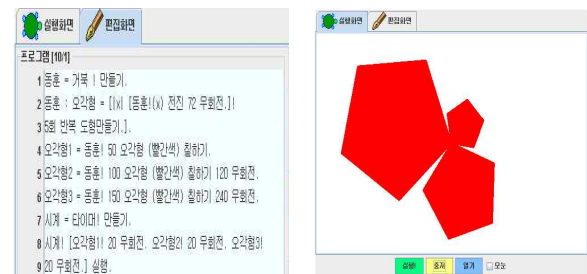 실행화면 편집화면
프로그램[10/1]
1 동훈 = 거북 ! 만들기.
2 동훈 : 오각형 = [|x| [동훈!(x) 전진 72 우회전.]!
3 5회 반복 도형만들기.].
4 오각형1 = 동훈! 50 오각형 (빨간색) 칠하기.
5 오각형2 = 동훈! 100 오각형 (빨간색) 칠하기 120 우회전.
6 오각형3 = 동훈! 150 오각형 (빨간색) 칠하기 240 우회전.
7 시계 = 타이머! 만들기.
8 시계! [오각형1! 20 우회전. 오각형2! 20 우회전. 오각형3!
9 20 우회전.] 실행.
실행화면 편집화면
실행! 열기 모눈